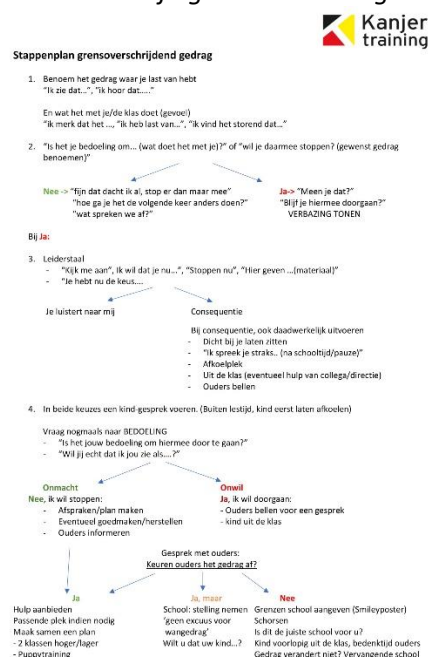 Kanjer
training
Stappenplan grensoverschrijdend gedrag
1. Benoem het gedrag waar je last van hebt
"Ik zie dat...", "ik hoor dat....."
En wat het met je/de klas doet (gevoel)
"ik merk dat het ..., "ik heb last van...", "ik vind het storend dat..."
2. "Is het je bedoeling om... (wat doet het met je)?" of "wil je daarmee stoppen? (gewenst gedrag
benoemen)"
Nee -> "fijn dat dacht ik al, stop er dan maar mee"
"hoe ga je het de volgende keer anders doen?"
"wat spreken we af?"
Ja-> "Meen je dat?"
"Blijf je hiermee doorgaan?"
VERBAZING TONEN
Bij Ja:
3. Leiderstaal
- "Kijk me aan", Ik wil dat je nu...", "Stoppen nu", "Hier geven ...(materiaal)"
- "Je hebt nu de keus....
Je luistert naar mij
Consequentie
Bij consequentie, ook daadwerkelijk uitvoeren
- Dicht bij je laten zitten
- "Ik spreek je straks.. (na schooltijd/pauze)"
- Afkoelplek
- Uit de klas (eventueel hulp van collega/directie)
- Ouders bellen
4. In beide keuzes een kind-gesprek voeren. (Buiten lestijd, kind eerst laten afkoelen)
Vraag nogmaals naar BEDOELING
- "Is het jouw bedoeling om hiermee door te gaan?"
- "Wil jij echt dat ik jou zie als....?"
Onmacht
Nee, ik wil stoppen:
- Afspraken/plan maken
- Eventueel goedmaken/herstellen
- Ouders informeren
Onwil
Ja, ik wil doorgaan:
- Ouders bellen voor een gesprek
- kind uit de klas
Gesprek met ouders:
Keuren ouders het gedrag af?
Ja
Hulp aanbieden
Passende plek indien nodig
Maak samen een plan
- 2 klassen hoger/lager
- Puppytraining
Ja, maar
School: stelling nemen
'geen excuus voor
wangedrag'
Wilt u dat uw kind...?
Nee
Grenzen school aangeven (Smileyposter)
Schorsen
Is dit de juiste school voor u?
Kind voorlopig uit de klas, bedenktijd ouders
Gedrag verandert niet? Vervangende school